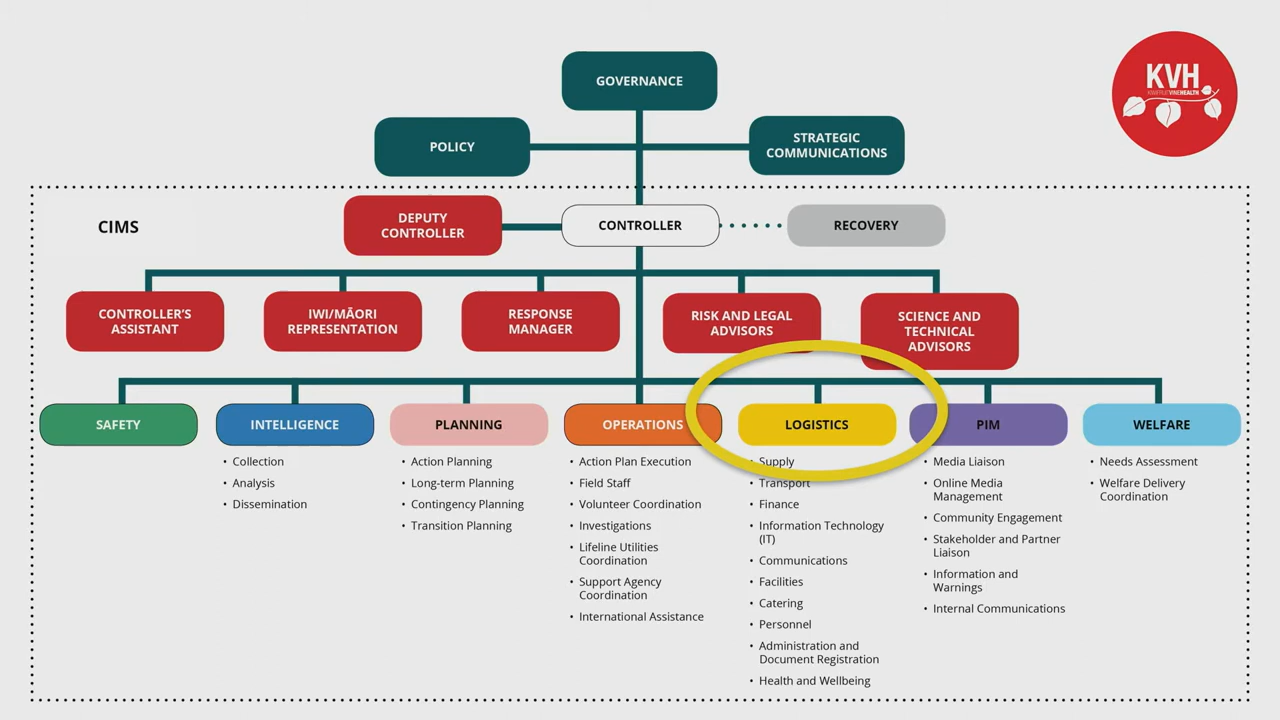 GOVERNANCE
KVH
KIWIFRUIT VINE HEALTH
POLICY
STRATEGIC
COMMUNICATIONS
CIMS
DEPUTY
CONTROLLER
CONTROLLER
RECOVERY
CONTROLLER'S
ASSISTANT
IWI/MĀORI
REPRESENTATION
RESPONSE
MANAGER
RISK AND LEGAL
ADVISORS
SCIENCE AND
TECHNICAL
ADVISORS
SAFETY
INTELLIGENCE
• Collection
• Analysis
• Dissemination
PLANNING
• Action Planning
• Long-term Planning
• Contingency Planning
• Transition Planning
OPERATIONS
• Action Plan Execution
• Field Staff
• Volunteer Coordination
• Investigations
• Lifeline Utilities
Coordination
• Support Agency
Coordination
• International Assistance
LOGISTICS
• Supply
• Transport
• Finance
• Information Technology
(IT)
• Communications
• Facilities
• Catering
• Personnel
• Administration and
Document Registration
• Health and Wellbeing
PIM
• Media Liaison
• Online Media
Management
• Community Engagement
• Stakeholder and Partner
Liaison
• Information and
Warnings
• Internal Communications
WELFARE
• Needs Assessment
• Welfare Delivery
Coordination